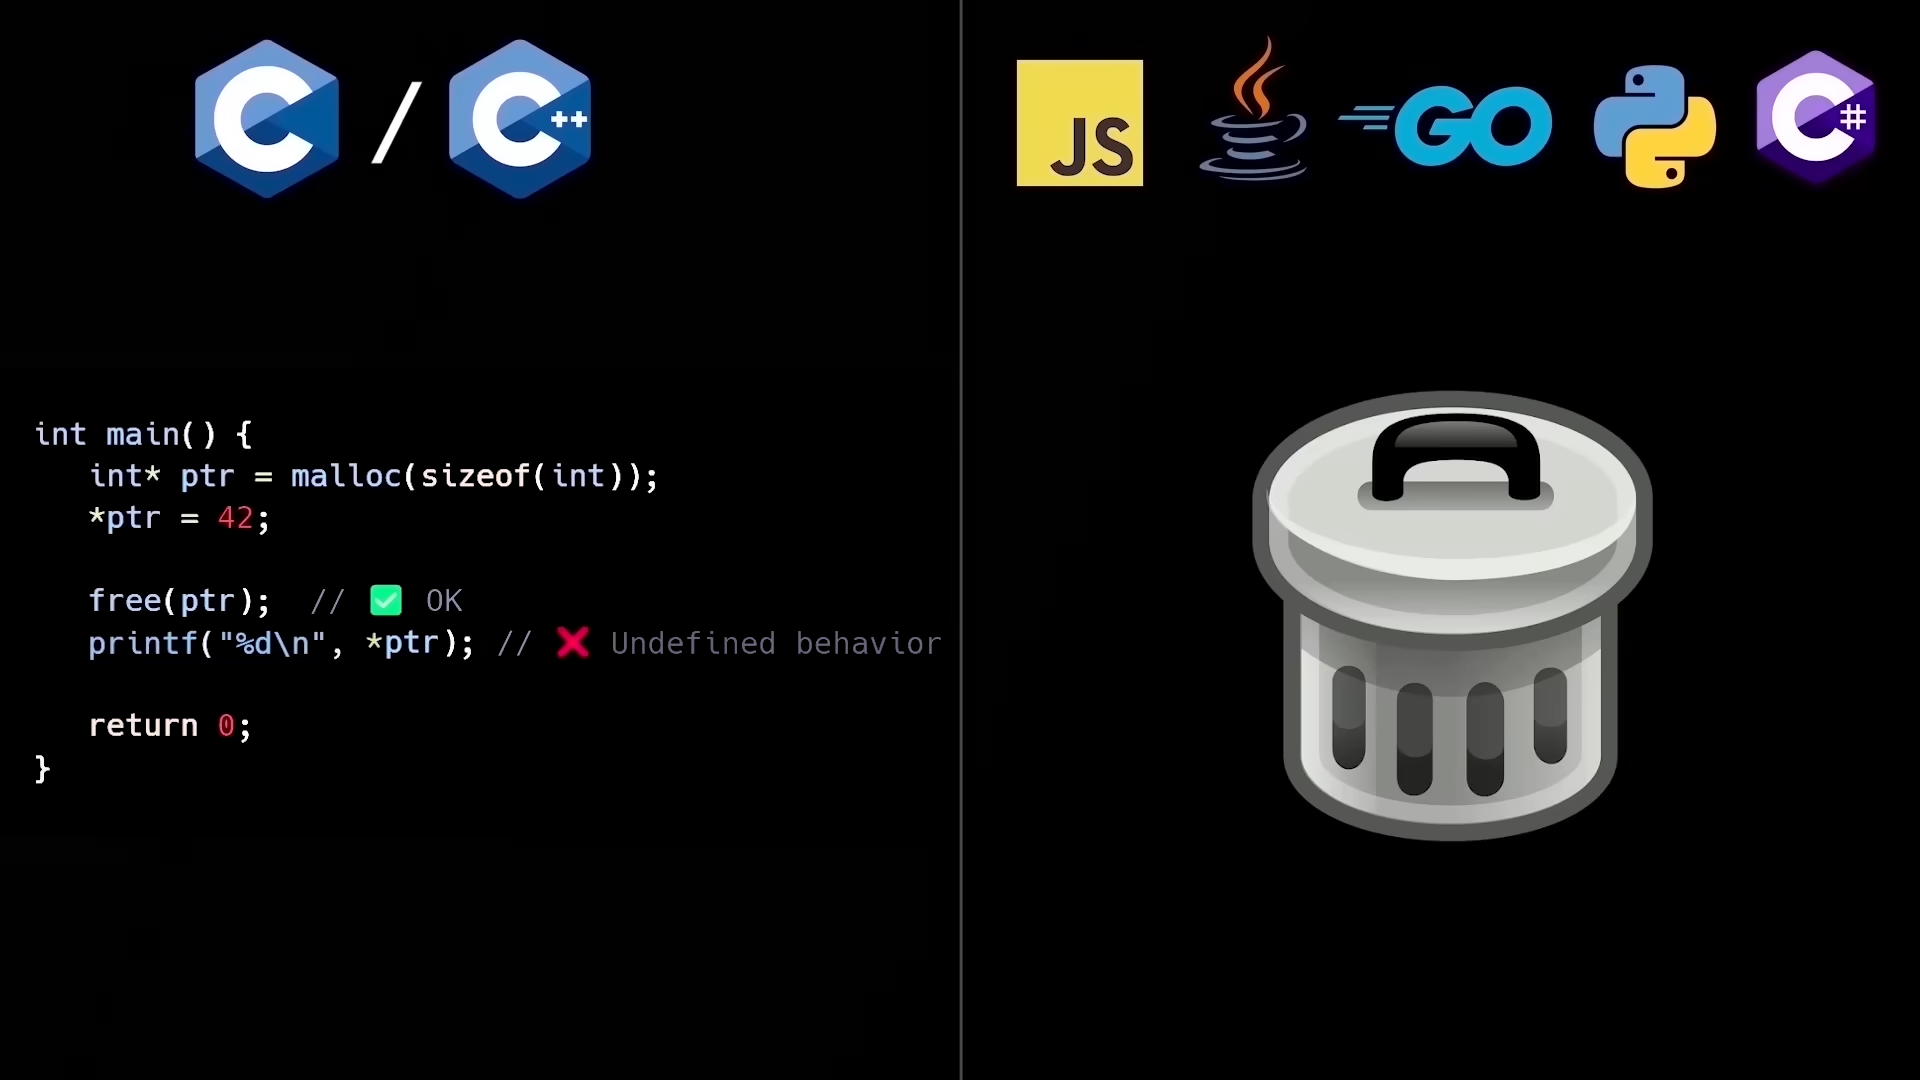 C / C++
JS GO C#
int main() {
int* ptr = malloc(sizeof(int));
*ptr = 42;
free(ptr); // ✅ OK
printf("%d\n", *ptr); // ❌ Undefined behavior
return 0;
}